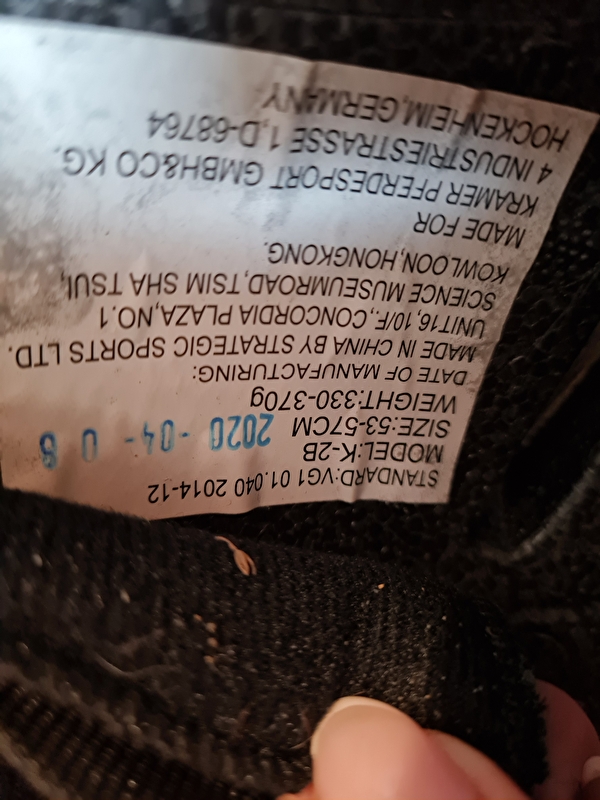 STANDARD:VG1 01.040 2014-12
MODEL:K-2B
SIZE:53-57CM
WEIGHT:330-370g
2020-04-08
DATE OF MANUFACTURING:
MADE IN CHINA BY STRATEGIC SPORTS LTD.
UNIT16,10/F.,CONCORDIA PLAZA,NO.1
SCIENCE MUSEUMROAD,TSIM SHA TSUI,
KOWLOON,HONGKONG.
MADE FOR
KRAMER PFERDESPORT GMBH&CO KG.
4 INDUSTRIESTRASSE 1,D-68764
HOCKENHEIM,GERMANY